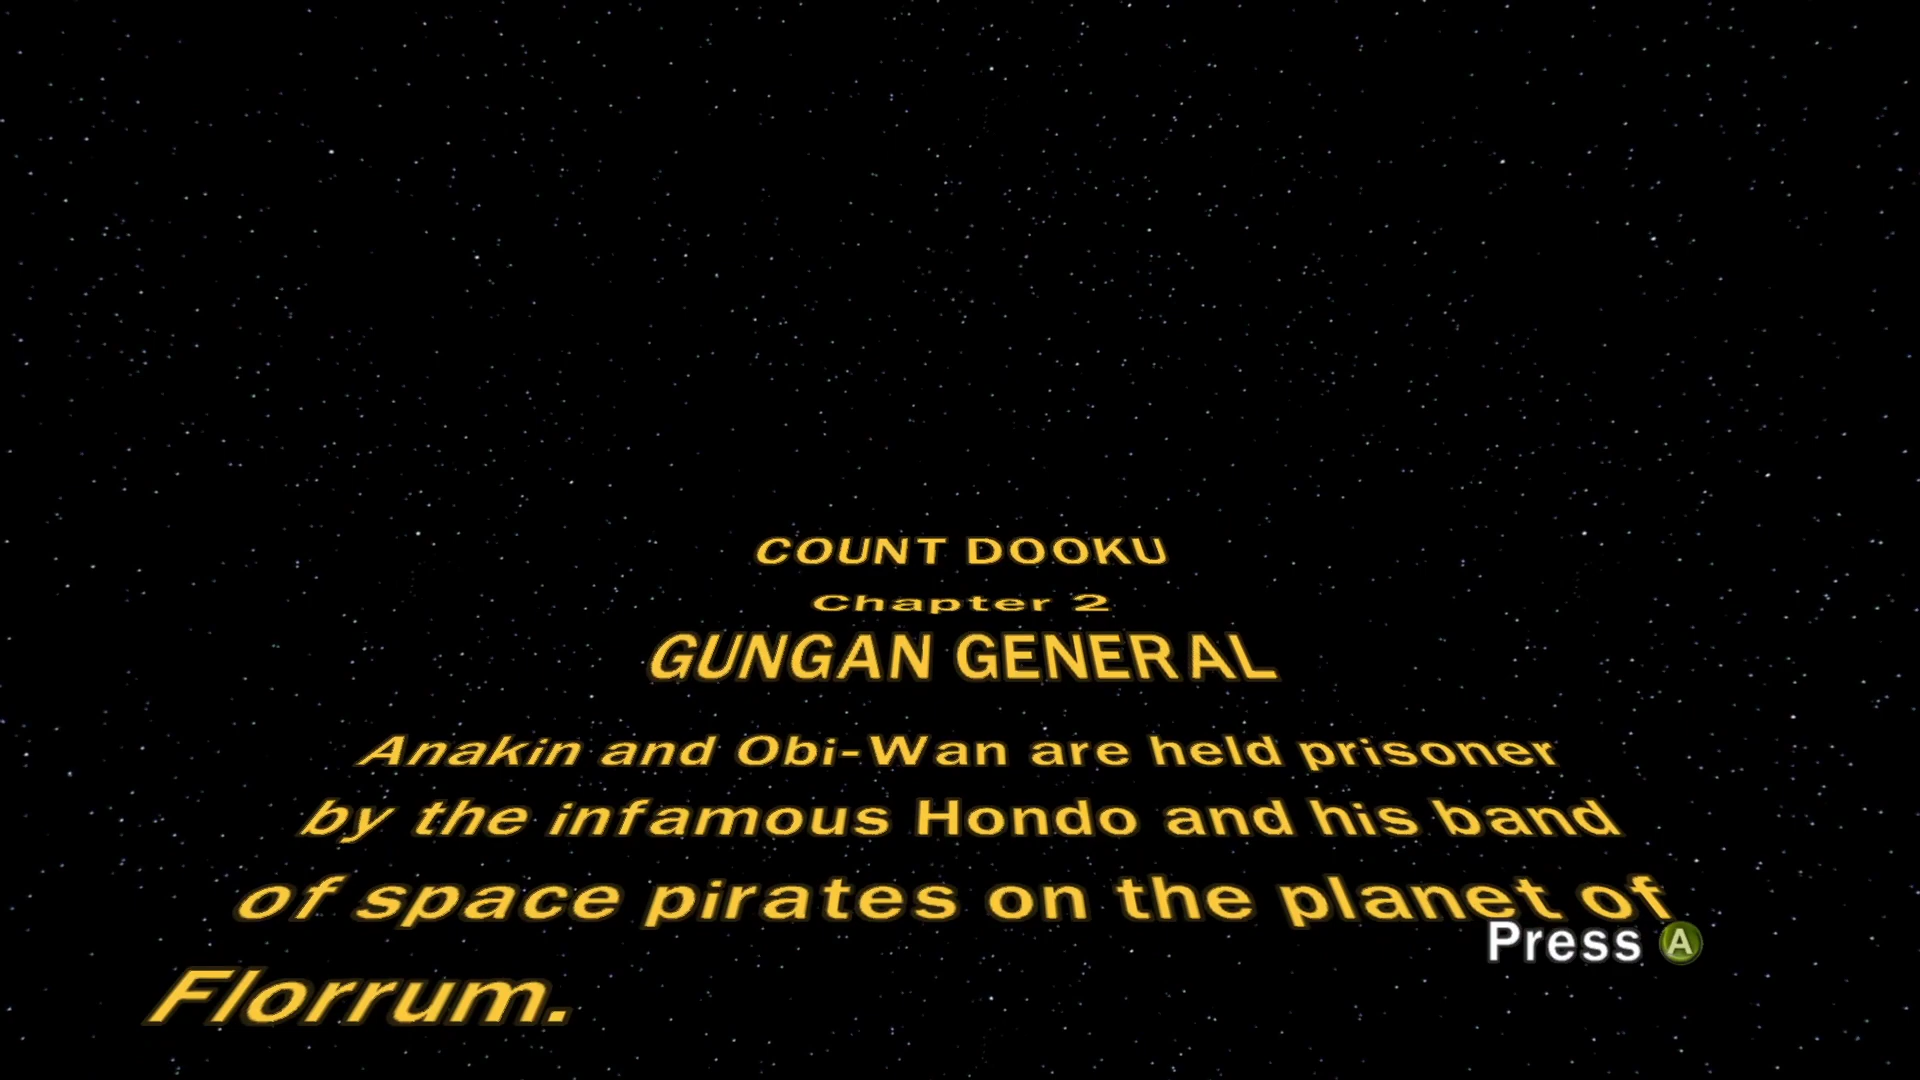 COUNT DOOKU
Chapter 2
GUNGAN GENERAL
Anakin and Obi-Wan are held prisoner
by the infamous Hondo and his band
of space pirates on the planet of
Press A
Florrum.